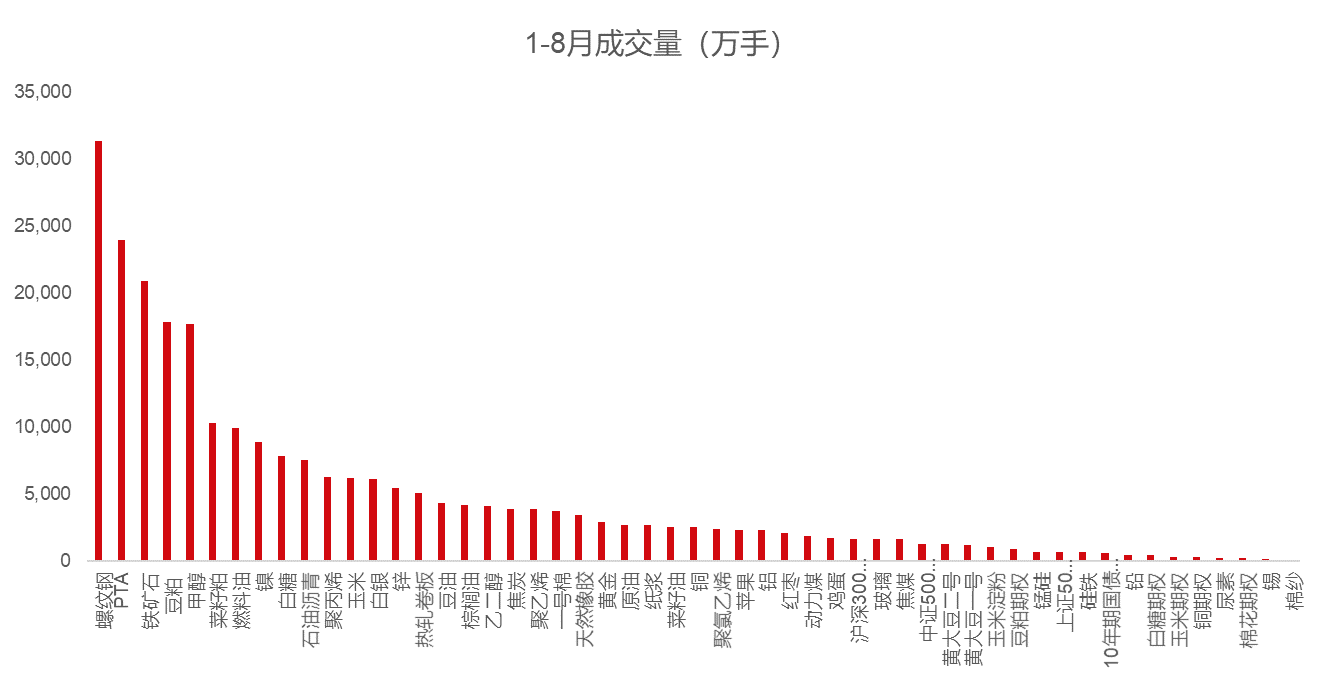 1-8月成交量（万手）
35,000
30,000
25,000
20,000
15,000
10,000
5,000
0
螺纹钢
PTA
铁矿石
豆粕
甲醇
菜籽粕
燃料油
镍
白糖
石油沥青
聚丙烯
玉米
白银
锌
热轧卷板
豆油
棕榈油
乙二醇
焦炭
聚乙烯
一号棉
天然橡胶
黄金
原油
纸浆
菜籽油
铜
聚氯乙烯
苹果
铝
红枣
动力煤
鸡蛋
沪深300…
玻璃
焦煤
中证500…
黄大豆二号
黄大豆一号
玉米淀粉
豆粕期权
锰硅
上证50…
硅铁
10年期国债…
铅
白糖期权
玉米期权
铜期权
尿素
棉花期权
锡
棉纱